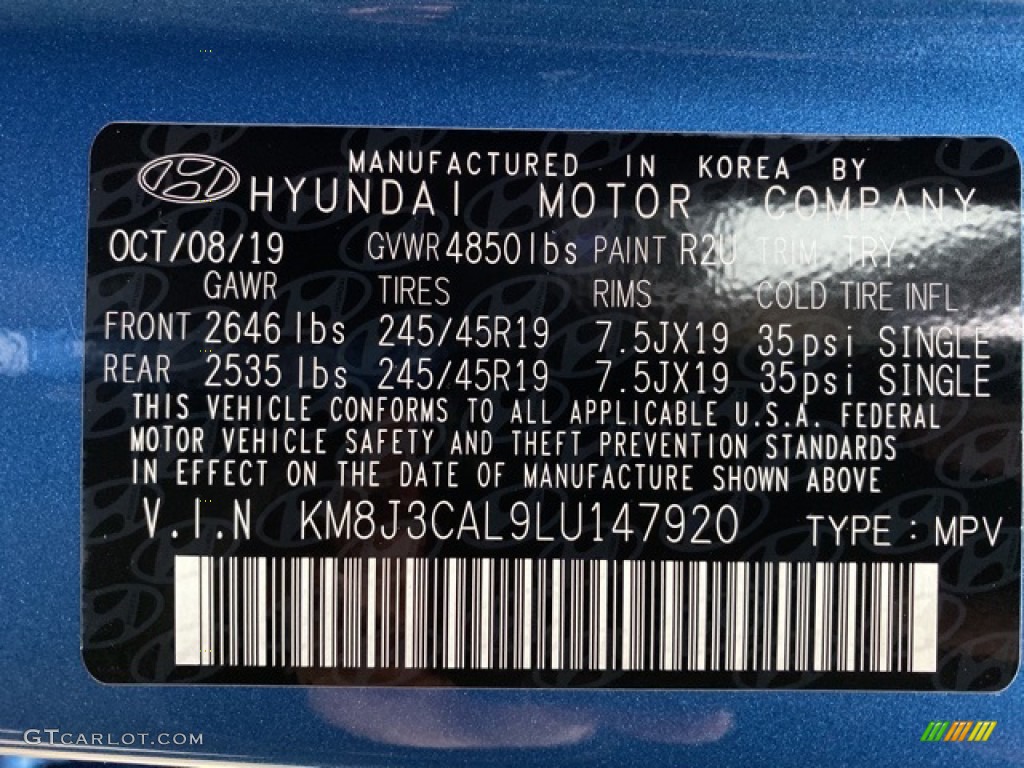 MANUFACTURED IN KOREA BY
HYUNDAI MOTOR COMPANY
OCT/08/19 GVWR 4850lbs PAINT R2U TRIM TRY
GAWR TIRES RIMS COLD TIRE INFL
FRONT 2646 lbs 245/45R19 7.5JX19 35psi SINGLE
REAR 2535 lbs 245/45R19 7.5JX19 35psi SINGLE
THIS VEHICLE CONFORMS TO ALL APPLICABLE U.S.A. FEDERAL
MOTOR VEHICLE SAFETY AND THEFT PREVENTION STANDARDS
IN EFFECT ON THE DATE OF MANUFACTURE SHOWN ABOVE
V.I.N KM8J3CAL9LU147920 TYPE : MPV
GTCARLOT.COM